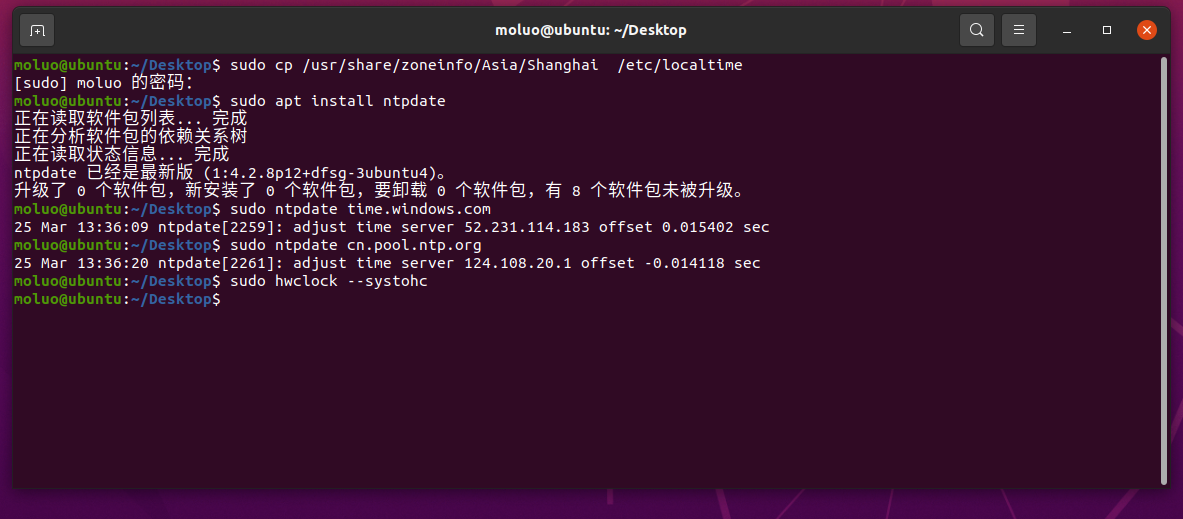 moluo@ubuntu: ~/Desktop
moluo@ubuntu:~/Desktop$ sudo cp /usr/share/zoneinfo/Asia/Shanghai  /etc/localtime
[sudo] moluo 的密码：
moluo@ubuntu:~/Desktop$ sudo apt install ntpdate
正在读取软件包列表... 完成
正在分析软件包的依赖关系树
正在读取状态信息... 完成
ntpdate 已经是最新版 (1:4.2.8p12+dfsg-3ubuntu4)。
升级了 0 个软件包，新安装了 0 个软件包，要卸载 0 个软件包，有 8 个软件包未被升级。
moluo@ubuntu:~/Desktop$ sudo ntpdate time.windows.com
25 Mar 13:36:09 ntpdate[2259]: adjust time server 52.231.114.183 offset 0.015402 sec
moluo@ubuntu:~/Desktop$ sudo ntpdate cn.pool.ntp.org
25 Mar 13:36:20 ntpdate[2261]: adjust time server 124.108.20.1 offset -0.014118 sec
moluo@ubuntu:~/Desktop$ sudo hwclock --systohc
moluo@ubuntu:~/Desktop$